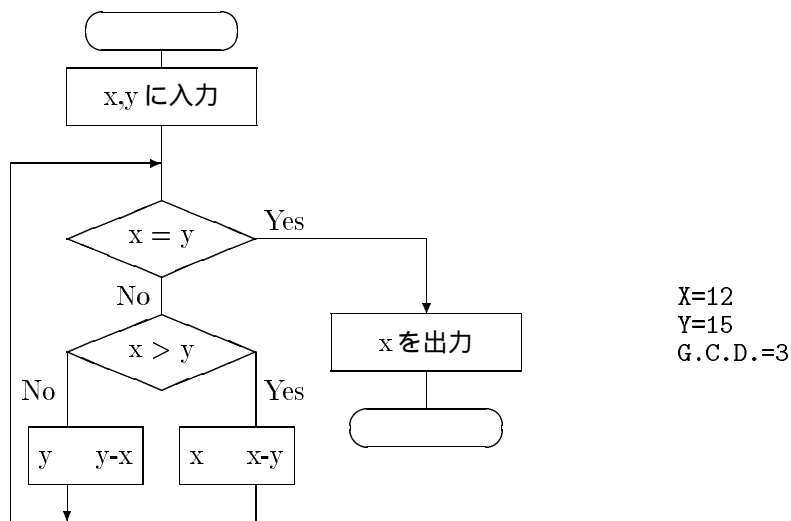 x,y に入力
x = y
Yes
No
x > y
No
Yes
y y-x
x x-y
x を出力
X=12
Y=15
G.C.D.=3